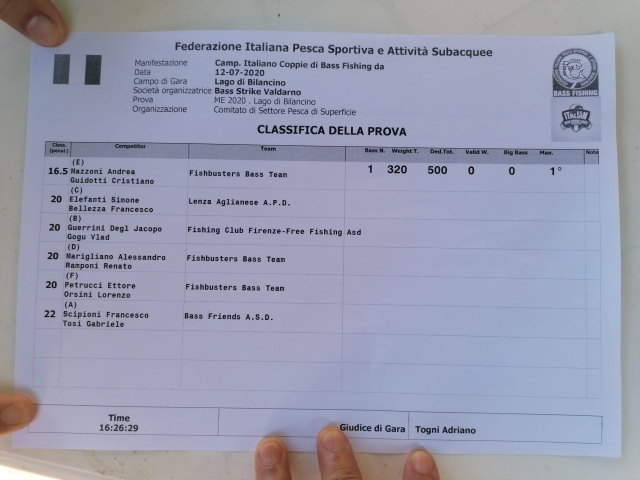 Federazione Italiana Pesca Sportiva e Attività Subacquee
Manifestazione Camp. Italiano Coppie di Bass Fishing da
Data 12-07-2020
Campo di Gara Lago di Bilancino
Società organizzatrice Bass Strike Valdarno
Prova ME 2020 . Lago di Bilancino
Organizzazione Comitato di Settore Pesca di Superficie
BASS FISHING
CLASSIFICA DELLA PROVA
Class. (penal.) Competitor Team Bass N. Weight T. Ded.Tot. Valid W. Big Bass Man. Note
(E)
16.5 Nazzoni Andrea Fishbusters Bass Team 1 320 500 0 0 1°
Guidotti Cristiano
(C)
20 Elefanti Simone Lenza Aglianese A.P.D.
Bellezza Francesco
(B)
20 Guerrini Degl Jacopo Fishing Club Firenze-Free Fishing Asd
Gogu Vlad
(D)
20 Marigliano Alessandro Fishbusters Bass Team
Ramponi Renato
(F)
20 Petrucci Ettore Fishbusters Bass Team
Orsini Lorenzo
(A)
22 Scipioni Francesco Bass Friends A.S.D.
Tosi Gabriele
Time
16:26:29
Giudice di Gara Togni Adriano